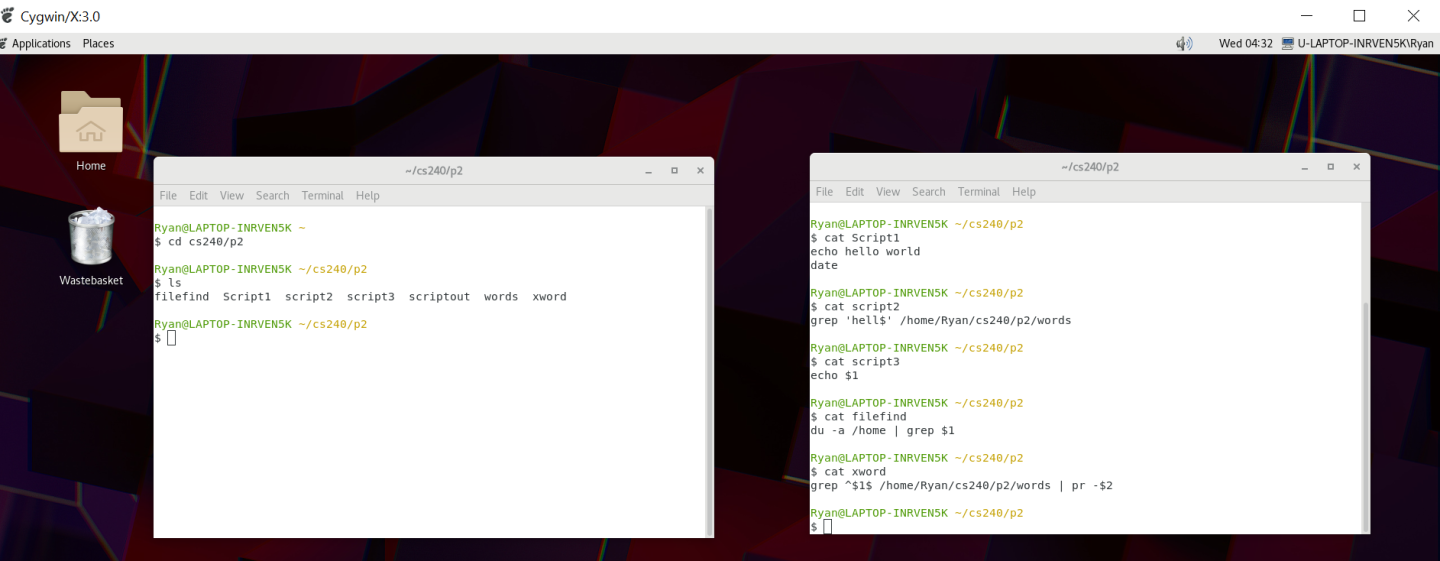 Cygwin/X:3.0
Applications Places
Wed 04:32 U-LAPTOP-INRVEN5K\Ryan
Home
Wastebasket
~/cs240/p2
File Edit View Search Terminal Help
Ryan@LAPTOP-INRVEN5K ~
$ cd cs240/p2
Ryan@LAPTOP-INRVEN5K ~/cs240/p2
$ ls
filefind Script1 script2 script3 scriptout words xword
Ryan@LAPTOP-INRVEN5K ~/cs240/p2
$
~/cs240/p2
File Edit View Search Terminal Help
Ryan@LAPTOP-INRVEN5K ~/cs240/p2
$ cat Script1
echo hello world
date
Ryan@LAPTOP-INRVEN5K ~/cs240/p2
$ cat script2
grep 'hell$' /home/Ryan/cs240/p2/words
Ryan@LAPTOP-INRVEN5K ~/cs240/p2
$ cat script3
echo $1
Ryan@LAPTOP-INRVEN5K ~/cs240/p2
$ cat filefind
du -a /home | grep $1
Ryan@LAPTOP-INRVEN5K ~/cs240/p2
$ cat xword
grep ^$1$ /home/Ryan/cs240/p2/words | pr -$2
Ryan@LAPTOP-INRVEN5K ~/cs240/p2
$